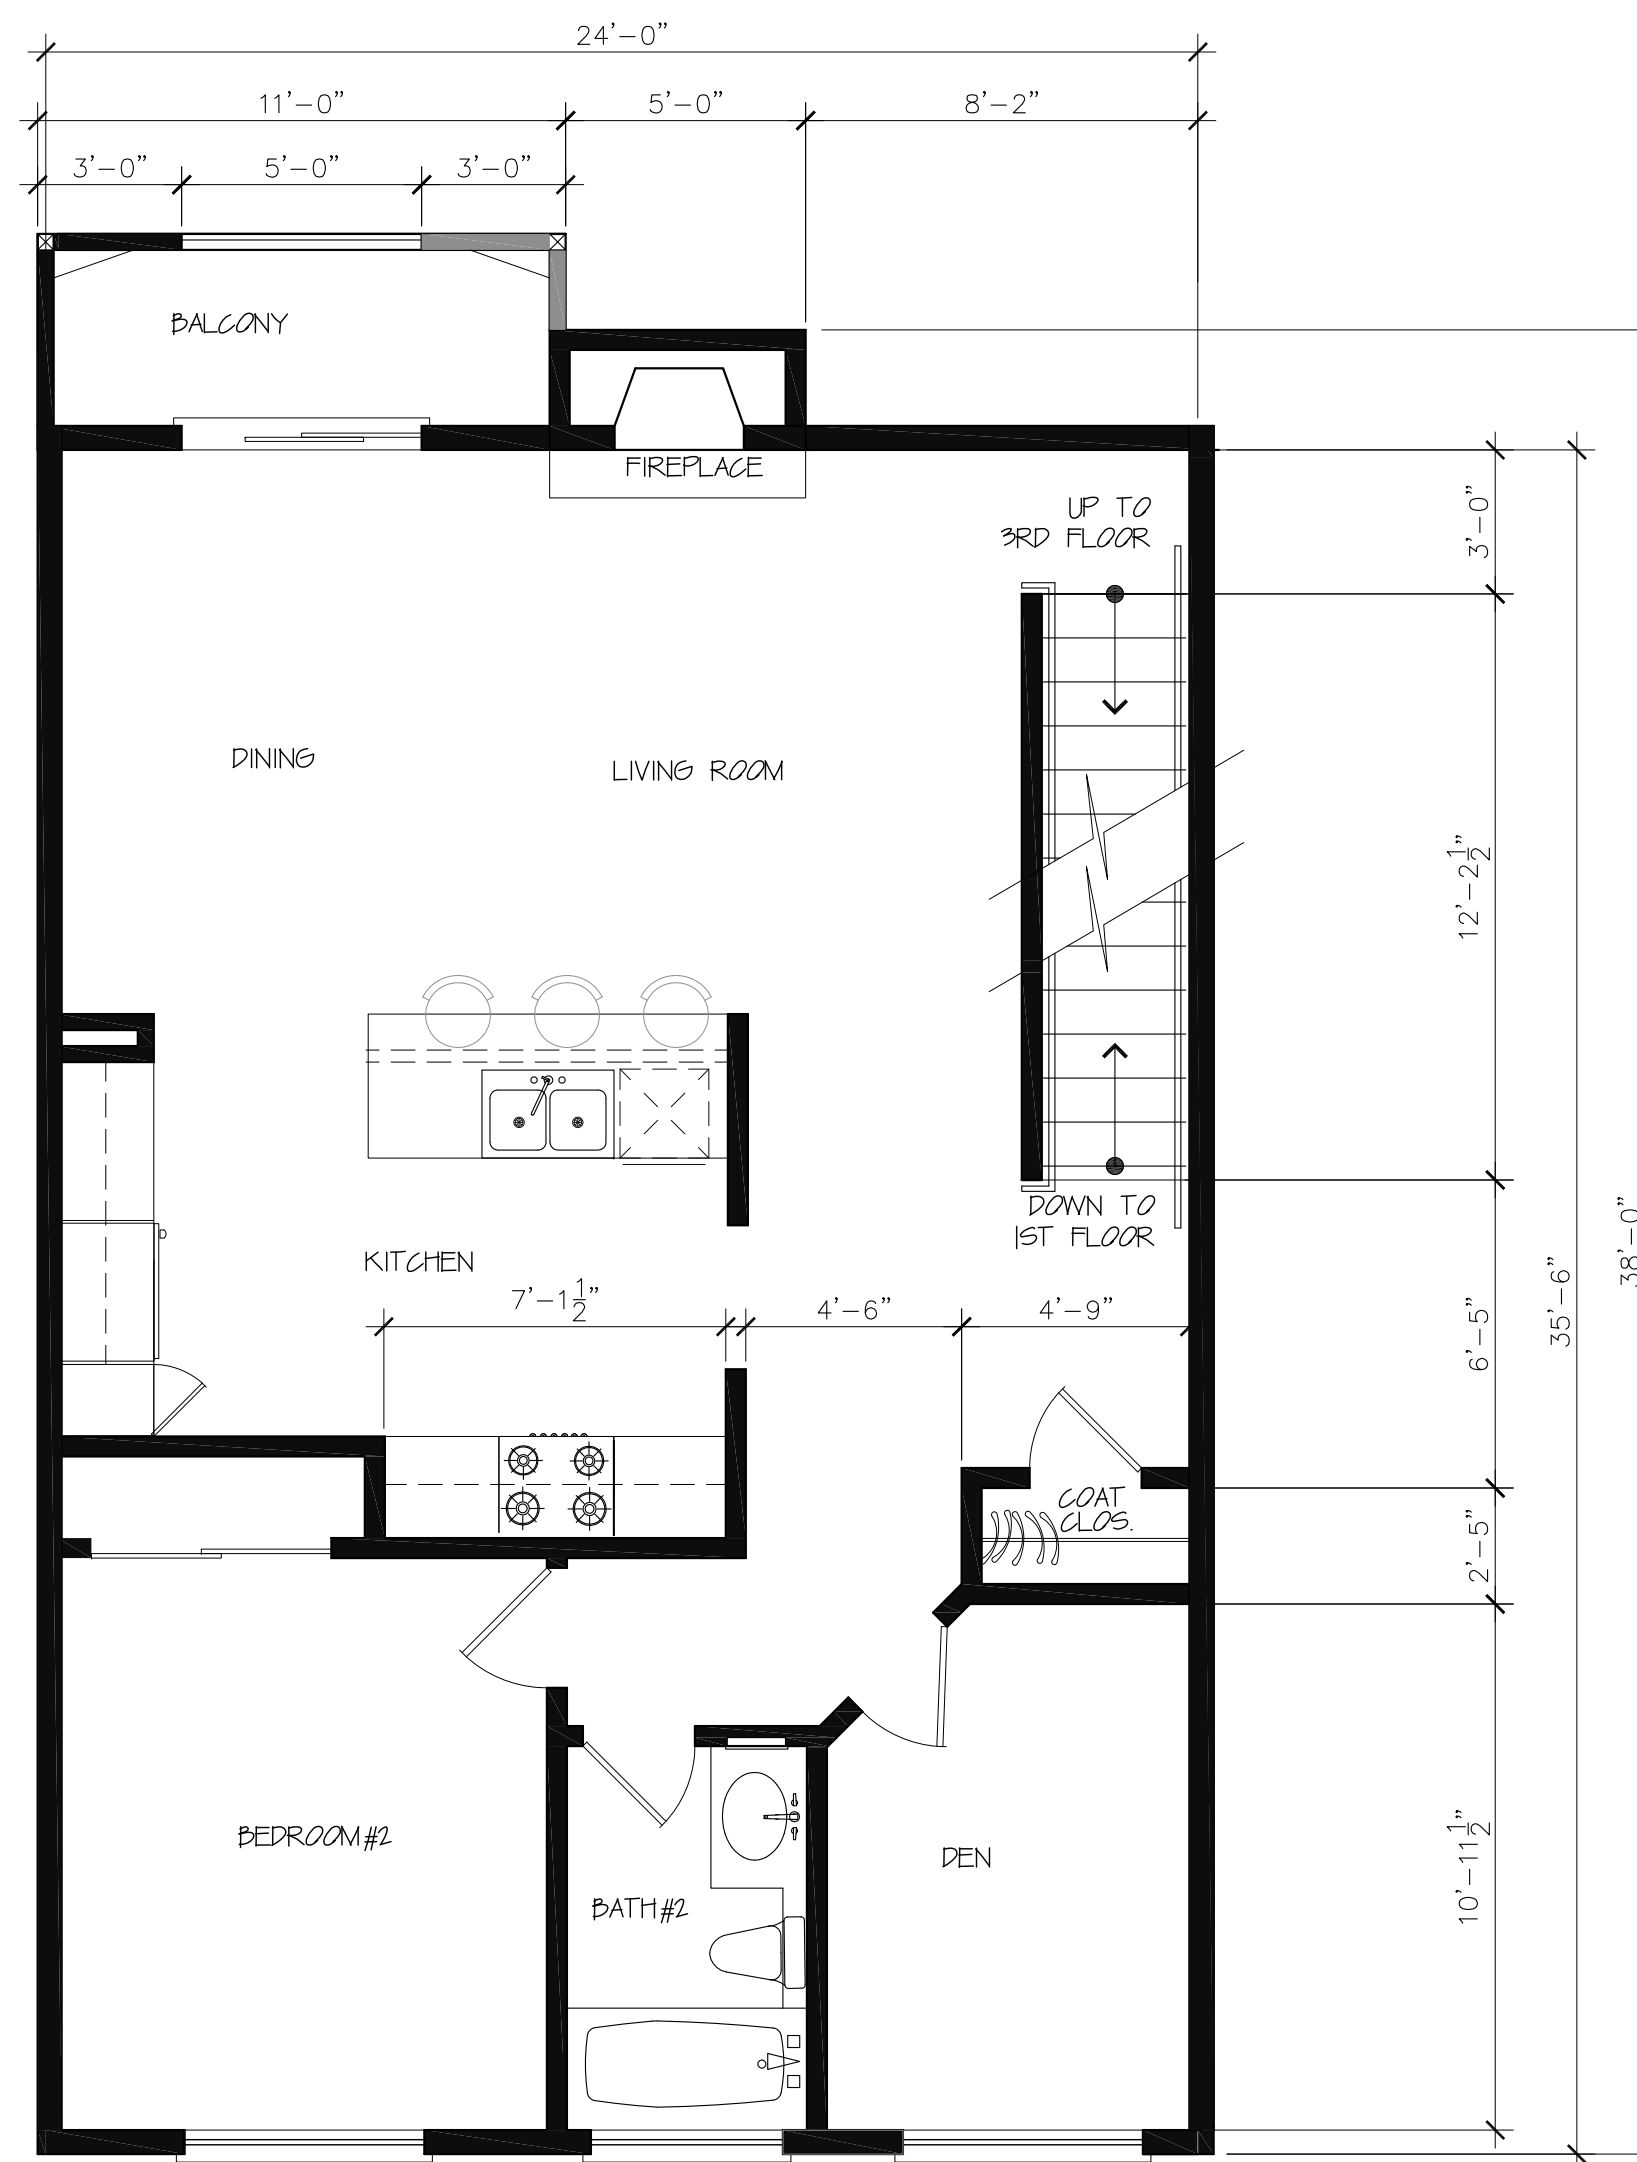 24'-0"
11'-0" 5'-0" 8'-2"
3'-0" 5'-0" 3'-0"
BALCONY
FIREPLACE
UP TO
3RD FLOOR
3'-0"
DINING
LIVING ROOM
12'-2 1/2"
DOWN TO
1ST FLOOR
KITCHEN
7'-1 1/2"
4'-6"
4'-9"
6'-5"
35'-6"
38'-0"
COAT
CLOS.
2'-5"
BEDROOM #2
BATH #2
DEN
10'-11 1/2"